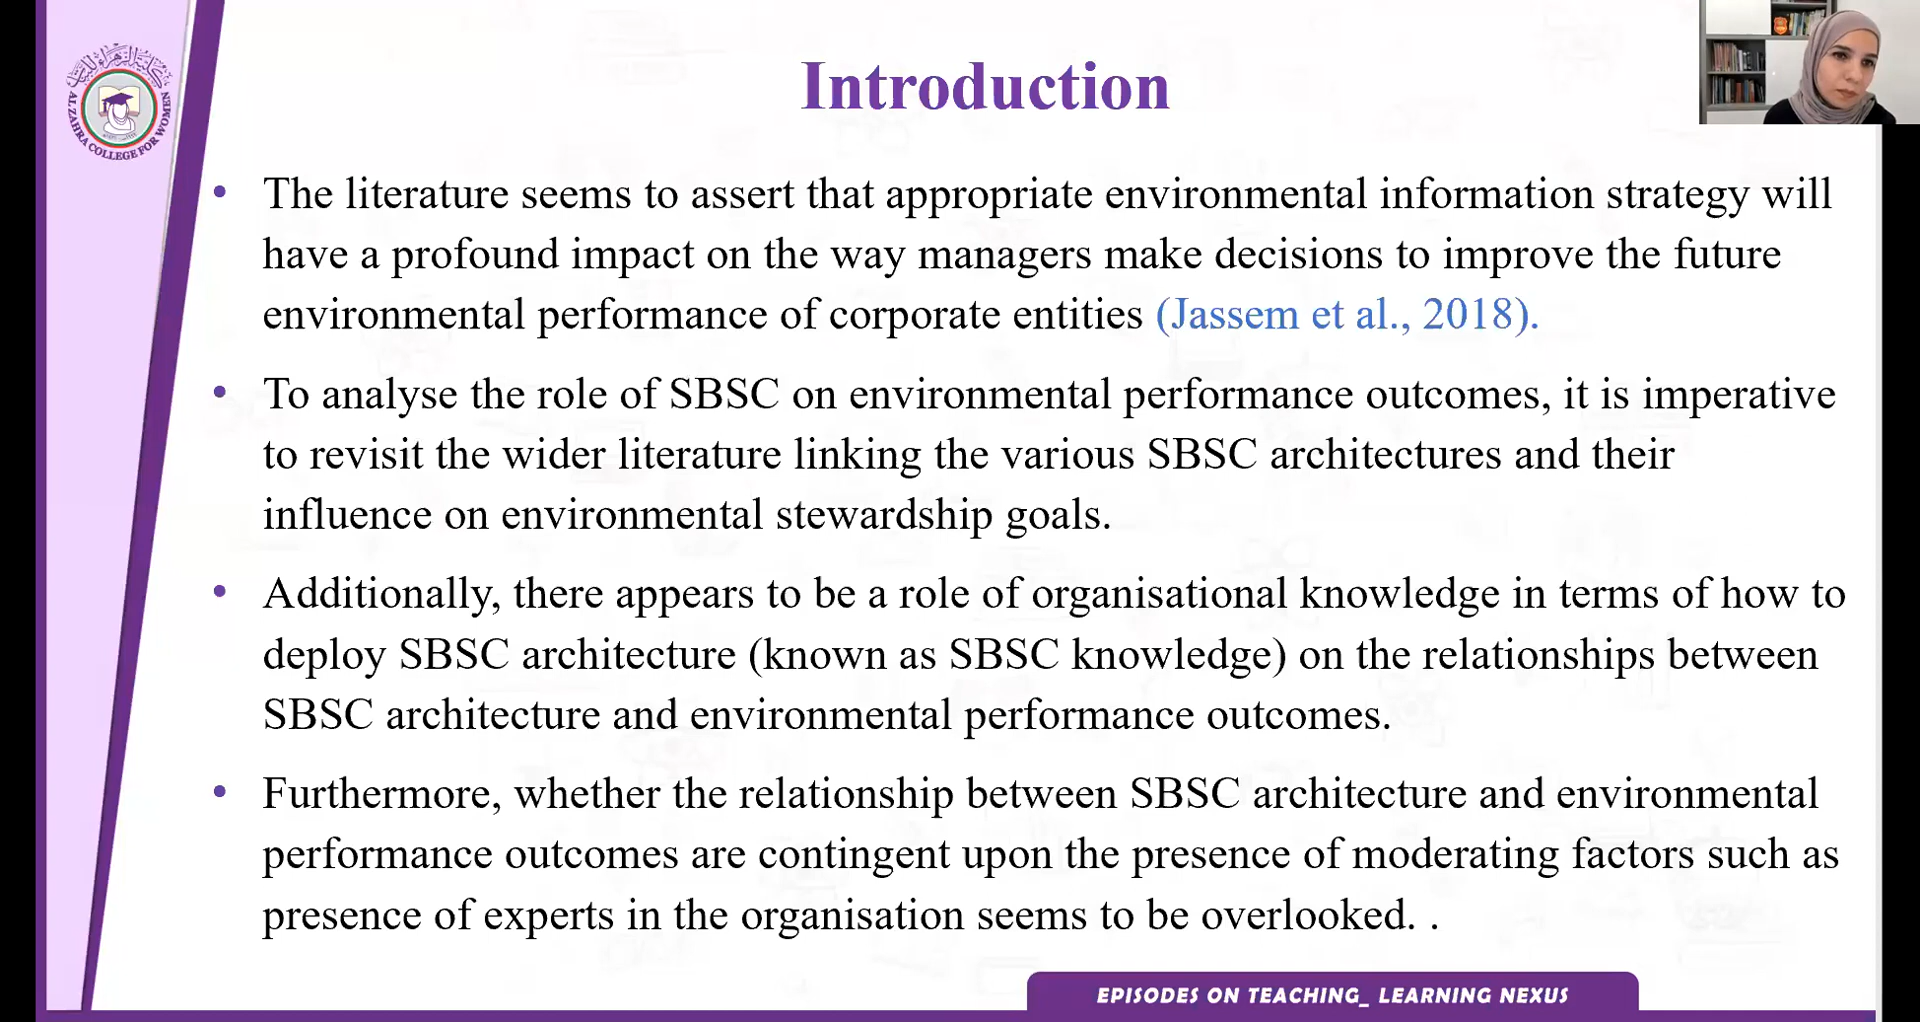 كلية الزهراء للبنات
AL ZAHRA COLLEGE FOR WOMEN
Introduction
• The literature seems to assert that appropriate environmental information strategy will
have a profound impact on the way managers make decisions to improve the future
environmental performance of corporate entities (Jassem et al., 2018).
• To analyse the role of SBSC on environmental performance outcomes, it is imperative
to revisit the wider literature linking the various SBSC architectures and their
influence on environmental stewardship goals.
• Additionally, there appears to be a role of organisational knowledge in terms of how to
deploy SBSC architecture (known as SBSC knowledge) on the relationships between
SBSC architecture and environmental performance outcomes.
• Furthermore, whether the relationship between SBSC architecture and environmental
performance outcomes are contingent upon the presence of moderating factors such as
presence of experts in the organisation seems to be overlooked. .
EPISODES ON TEACHING_ LEARNING NEXUS